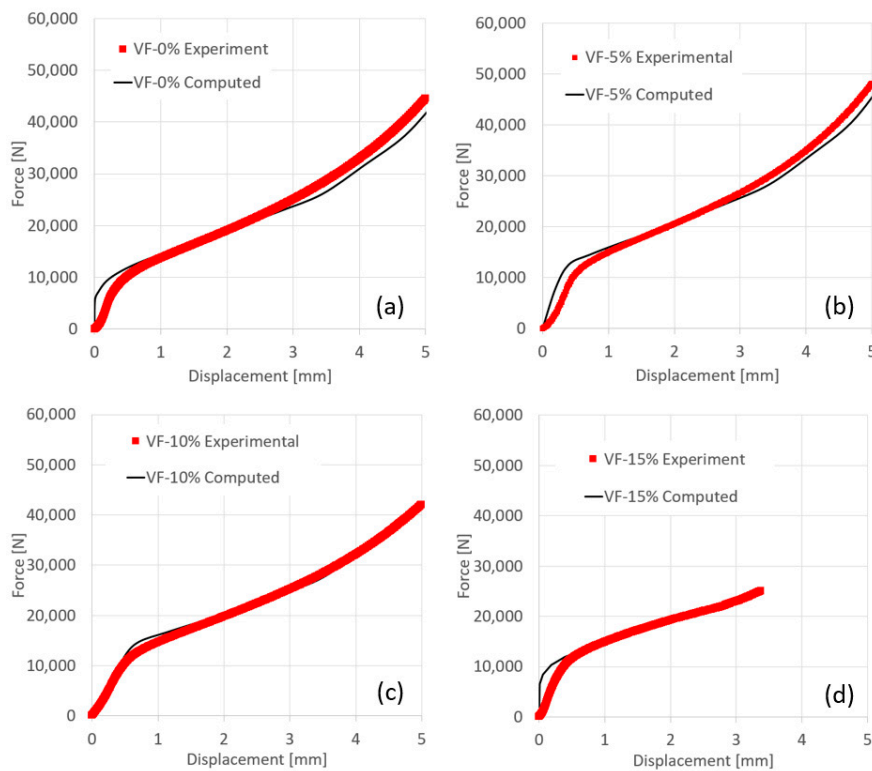 60,000
VF-0% Experiment
50,000
VF-0% Computed
40,000
30,000
20,000
10,000
0
Force [N]
0 1 2 3 4 5
Displacement [mm]
(a)
60,000
VF-5% Experimental
50,000
VF-5% Computed
40,000
30,000
20,000
10,000
0
Force [N]
0 1 2 3 4 5
Displacement [mm]
(b)
60,000
VF-10% Experimental
50,000
VF-10% Computed
40,000
30,000
20,000
10,000
0
Force [N]
0 1 2 3 4 5
Displacement [mm]
(c)
60,000
VF-15% Experiment
50,000
VF-15% Computed
40,000
30,000
20,000
10,000
0
Force [N]
0 1 2 3 4 5
Displacement [mm]
(d)